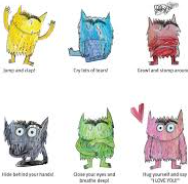 Jump and clap!
Cry lots of tears!
Growl and stomp around
Hide behind your hands!
Close your eyes and
breathe deep!
Hug yourself and say
"I LOVE YOU!"